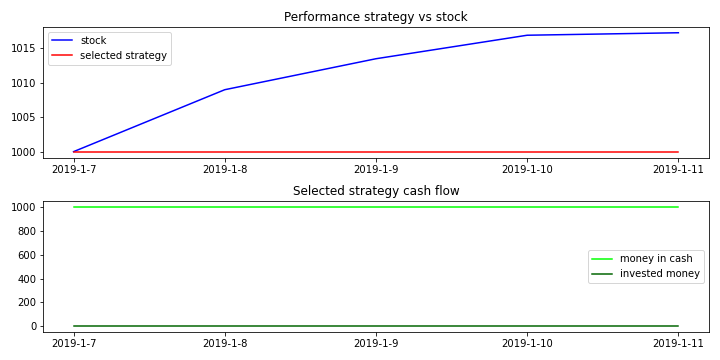 Performance strategy vs stock
stock
selected strategy
1015
1010
1005
1000
2019-1-7 2019-1-8 2019-1-9 2019-1-10 2019-1-11
Selected strategy cash flow
1000
800
600
400
200
0
money in cash
invested money
2019-1-7 2019-1-8 2019-1-9 2019-1-10 2019-1-11